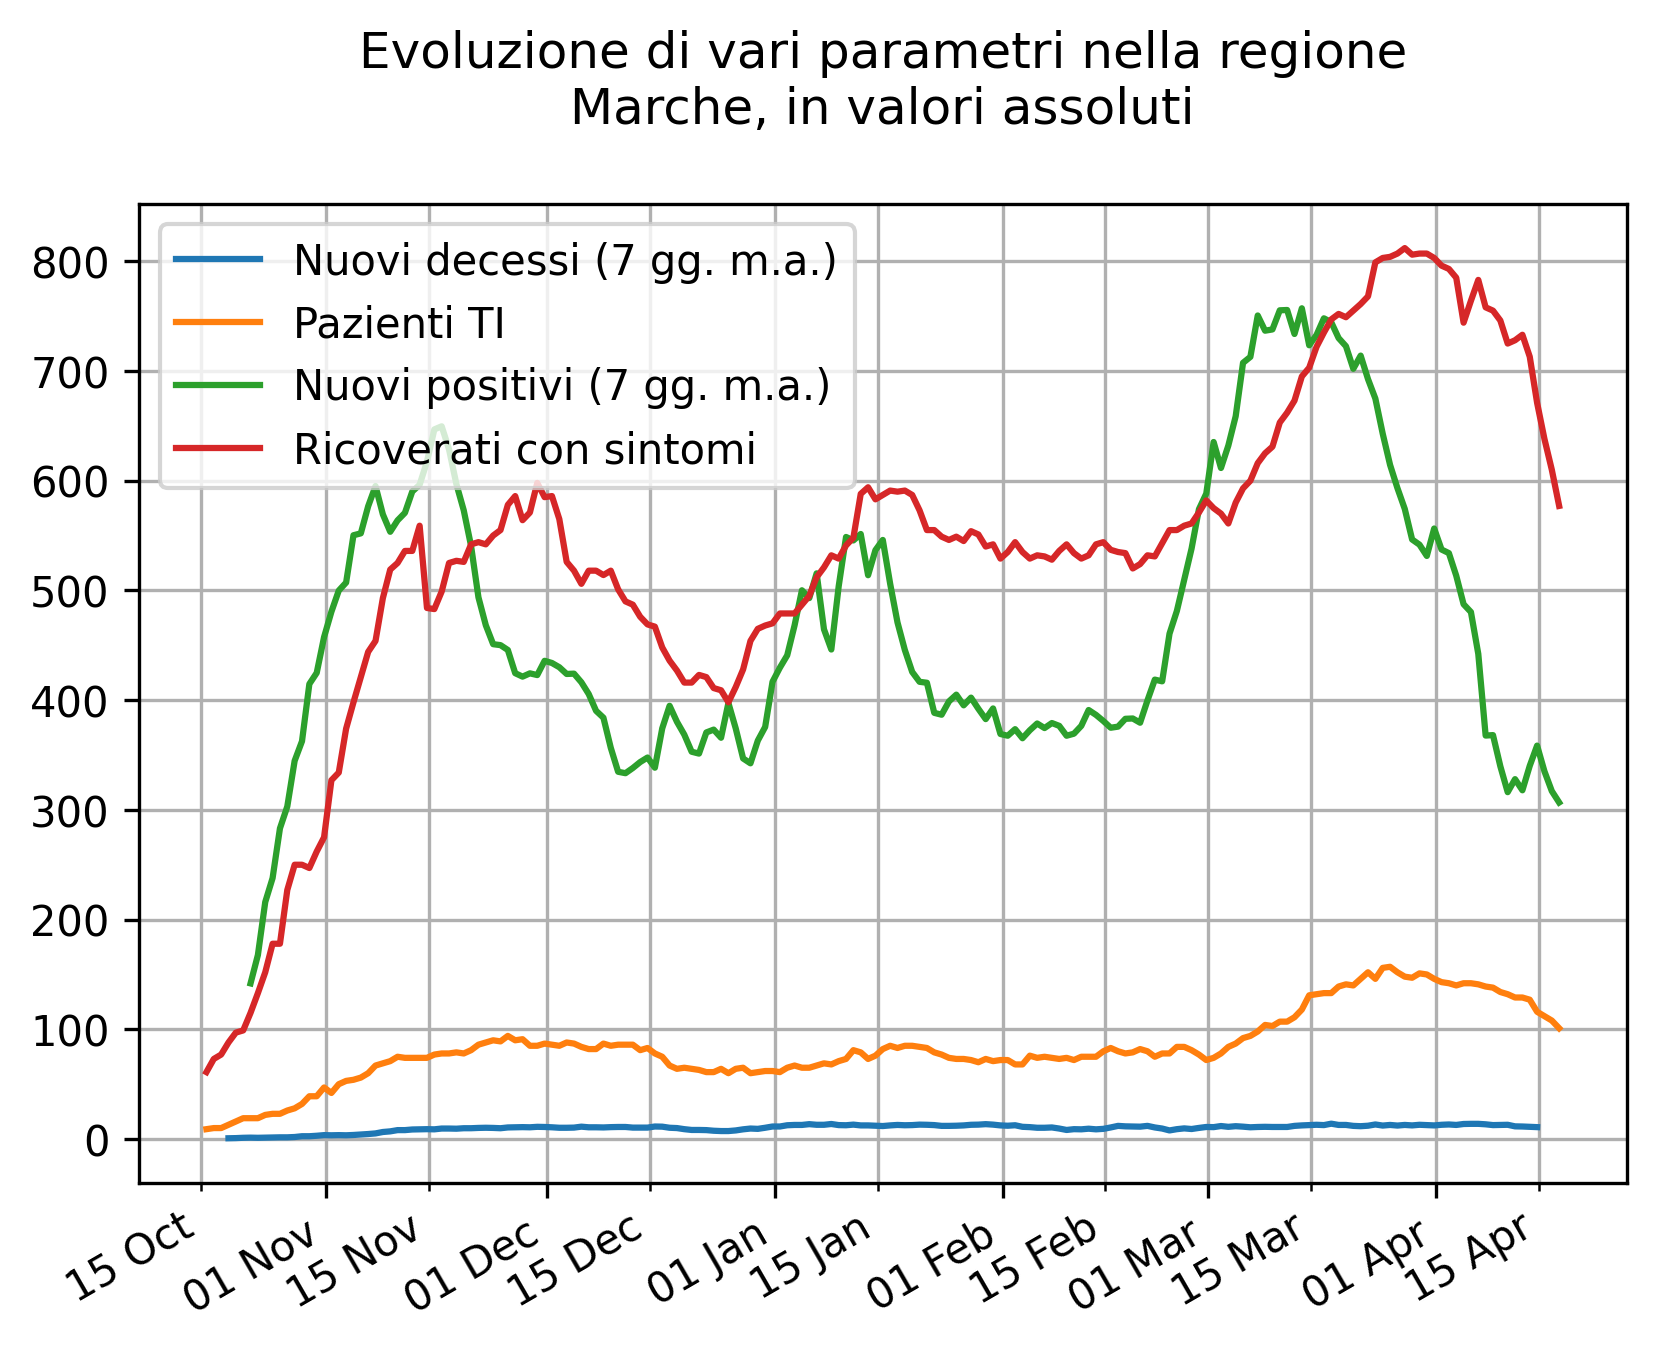 Evoluzione di vari parametri nella regione
Marche, in valori assoluti
Nuovi decessi (7 gg. m.a.)
Pazienti TI
Nuovi positivi (7 gg. m.a.)
Ricoverati con sintomi
800
700
600
500
400
300
200
100
0
15 Oct
01 Nov
15 Nov
01 Dec
15 Dec
01 Jan
15 Jan
01 Feb
15 Feb
01 Mar
15 Mar
01 Apr
15 Apr